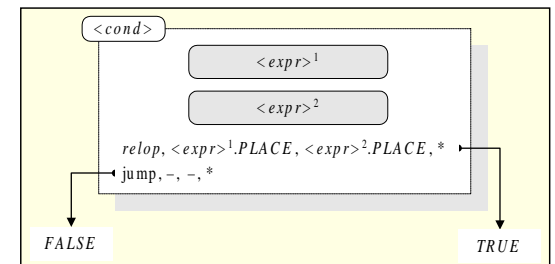 <cond>
<expr>¹
<expr>²
relop, <expr>¹.PLACE, <expr>².PLACE, *
jump, –, –, *
FALSE
TRUE